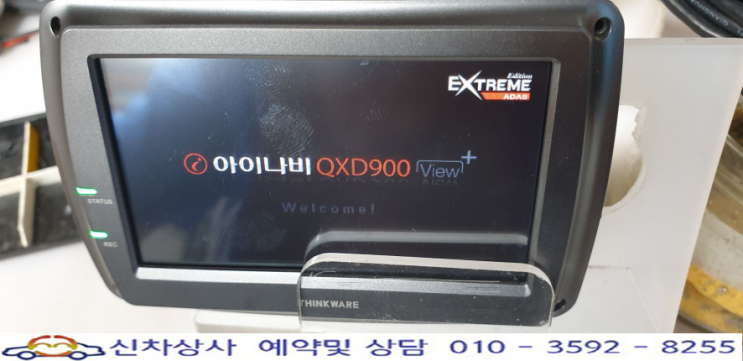 EXTREME
Edition
ADAS
아이나비 QXD900 View+
Welcome!
STATUS
REC
THINKWARE
신차상사 예약및 상담 010 - 3592 - 8255